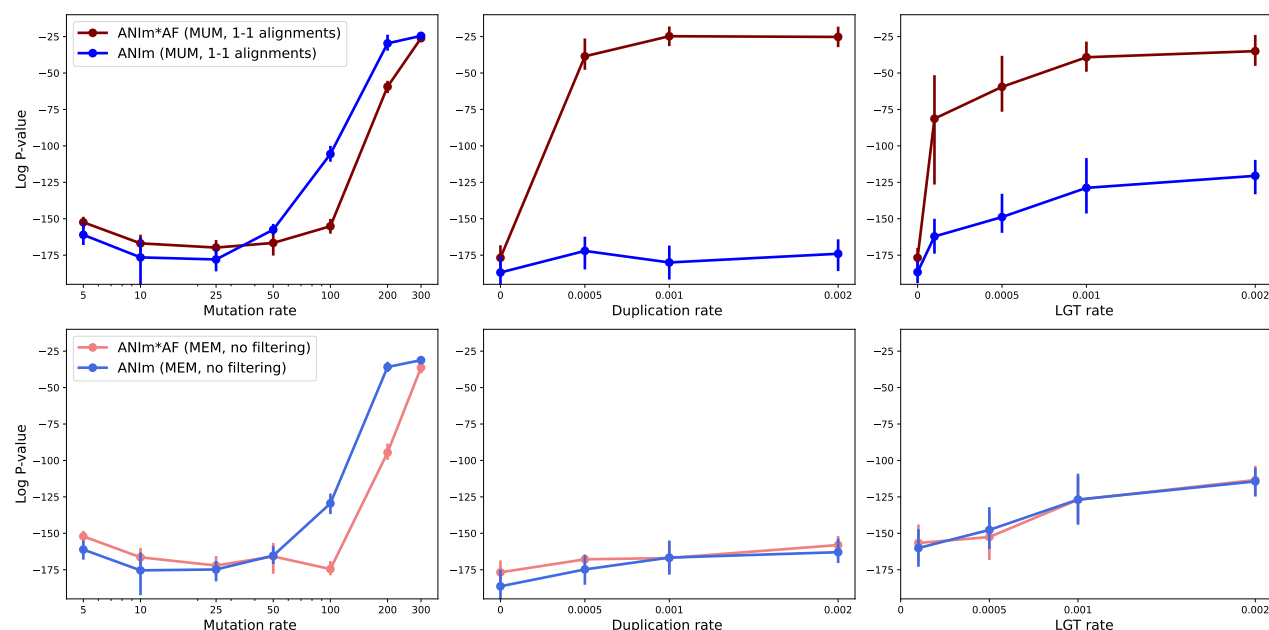 ANIm*AF (MUM, 1-1 alignments)
ANIm (MUM, 1-1 alignments)
Log P-value
−25
−50
−75
−100
−125
−150
−175
5 10 25 50 100 200 300
Mutation rate
−25
−50
−75
−100
−125
−150
−175
0 0.0005 0.001 0.002
Duplication rate
−25
−50
−75
−100
−125
−150
−175
0 0.0005 0.001 0.002
LGT rate
ANIm*AF (MEM, no filtering)
ANIm (MEM, no filtering)
Log P-value
−25
−50
−75
−100
−125
−150
−175
5 10 25 50 100 200 300
Mutation rate
−25
−50
−75
−100
−125
−150
−175
0 0.0005 0.001 0.002
Duplication rate
−25
−50
−75
−100
−125
−150
−175
0 0.0005 0.001 0.002
LGT rate